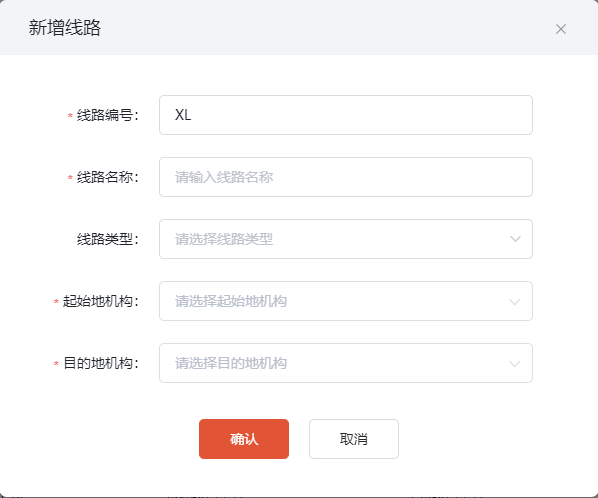 新增线路
* 线路编号： XL
* 线路名称： 请输入线路名称
线路类型： 请选择线路类型
* 起始地机构： 请选择起始地机构
* 目的地机构： 请选择目的地机构
确认 取消